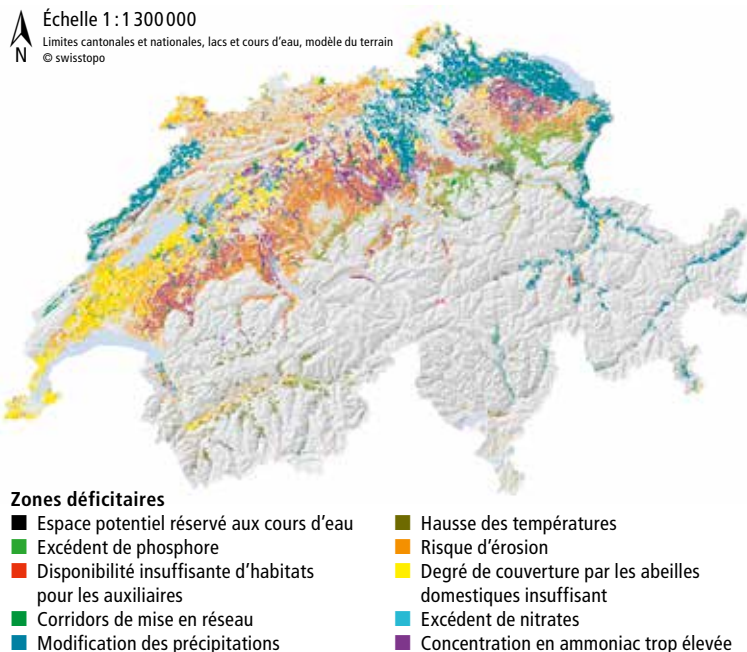 Échelle 1:1 300 000
Limites cantonales et nationales, lacs et cours d'eau, modèle du terrain
© swisstopo
N
Zones déficitaires
Espace potentiel réservé aux cours d'eau
Excédent de phosphore
Disponibilité insuffisante d'habitats
pour les auxiliaires
Corridors de mise en réseau
Modification des précipitations
Hausse des températures
Risque d'érosion
Degré de couverture par les abeilles
domestiques insuffisant
Excédent de nitrates
Concentration en ammoniac trop élevée